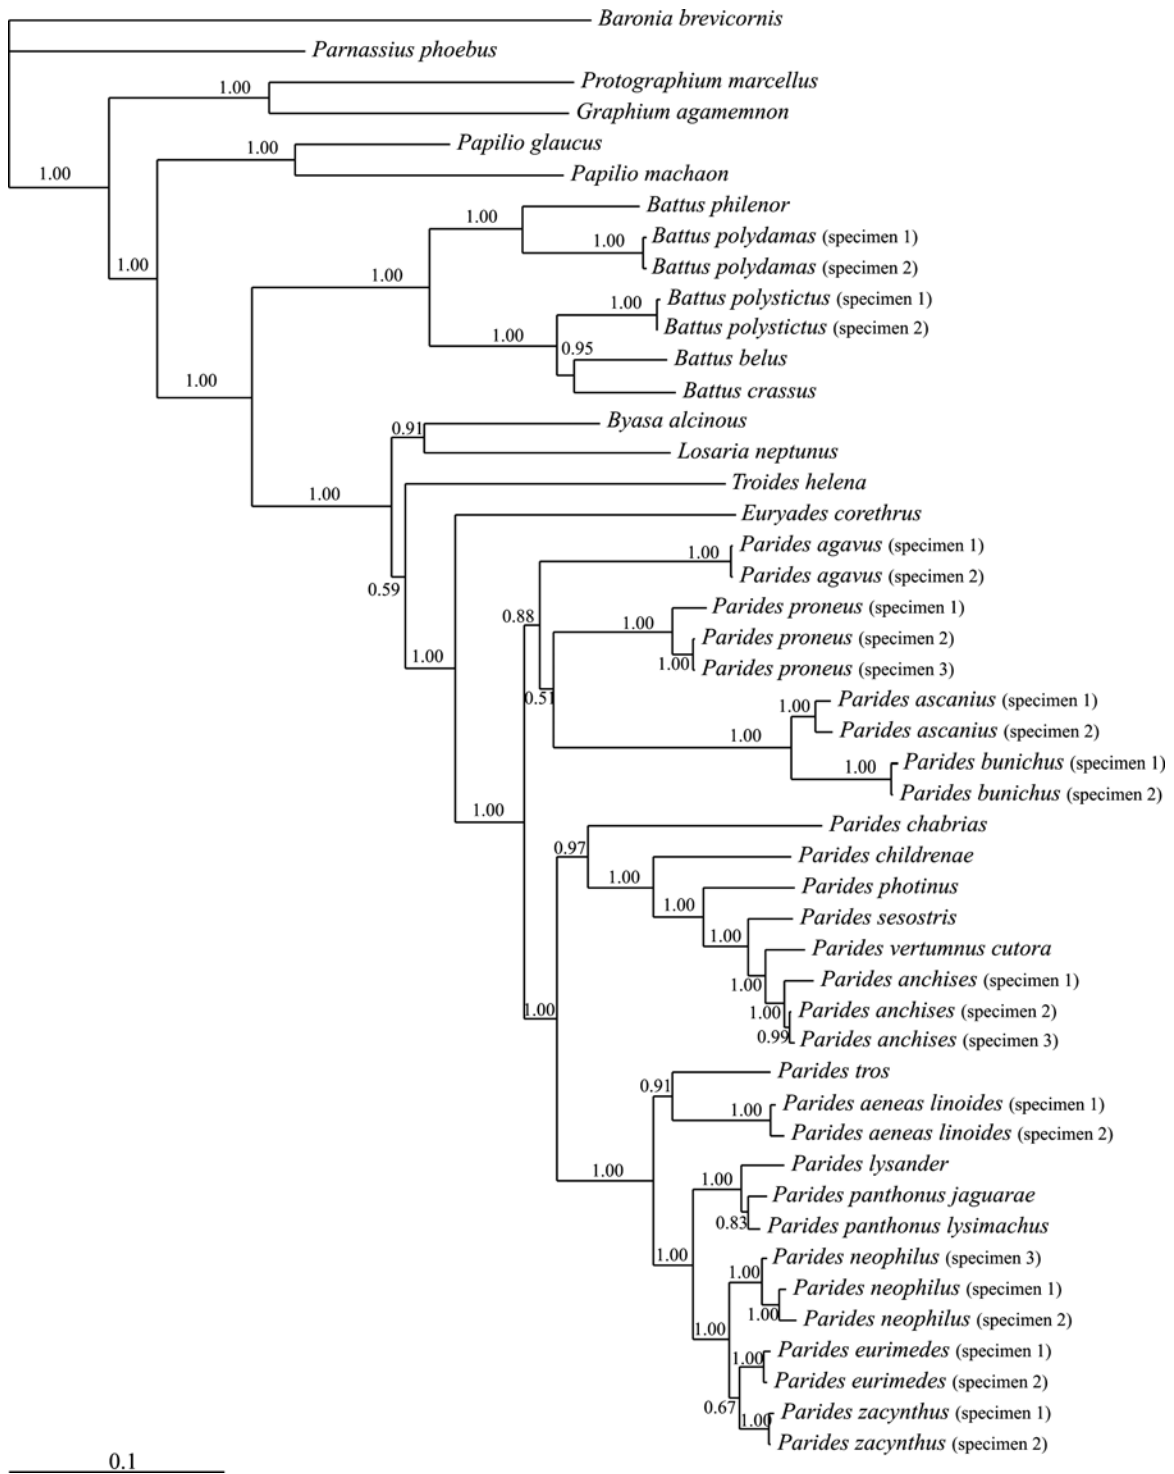 Baronia brevicornis
Parnassius phoebus
1.00
Protographium marcellus
Graphium agamemnon
1.00
Papilio glaucus
1.00
Papilio machaon
Battus philenor
1.00
Battus polydamas (specimen 1)
1.00
Battus polydamas (specimen 2)
1.00
1.00
Battus polystictus (specimen 1)
1.00
Battus polystictus (specimen 2)
1.00
0.95
Battus belus
1.00
Battus crassus
Byasa alcinous
0.91
Losaria neptunus
Troides helena
1.00
Euryades corethrus
Parides agavus (specimen 1)
1.00
Parides agavus (specimen 2)
0.59
Parides proneus (specimen 1)
0.88
1.00
Parides proneus (specimen 2)
1.00
1.00
Parides proneus (specimen 3)
0.51
Parides ascanius (specimen 1)
1.00
Parides ascanius (specimen 2)
1.00
Parides bunichus (specimen 1)
1.00
Parides bunichus (specimen 2)
1.00
Parides chabrias
0.97
Parides childrenae
1.00
Parides photinus
1.00
Parides sesostris
1.00
Parides vertumnus cutora
1.00
Parides anchises (specimen 1)
1.00
1.00
Parides anchises (specimen 2)
0.99
Parides anchises (specimen 3)
Parides tros
0.91
Parides aeneas linoides (specimen 1)
1.00
Parides aeneas linoides (specimen 2)
1.00
Parides lysander
1.00
Parides panthonus jaguarae
0.83
Parides panthonus lysimachus
1.00
Parides neophilus (specimen 3)
1.00
Parides neophilus (specimen 1)
1.00
Parides neophilus (specimen 2)
1.00
Parides eurimedes (specimen 1)
1.00
Parides eurimedes (specimen 2)
0.67
Parides zacynthus (specimen 1)
1.00
Parides zacynthus (specimen 2)
0.1